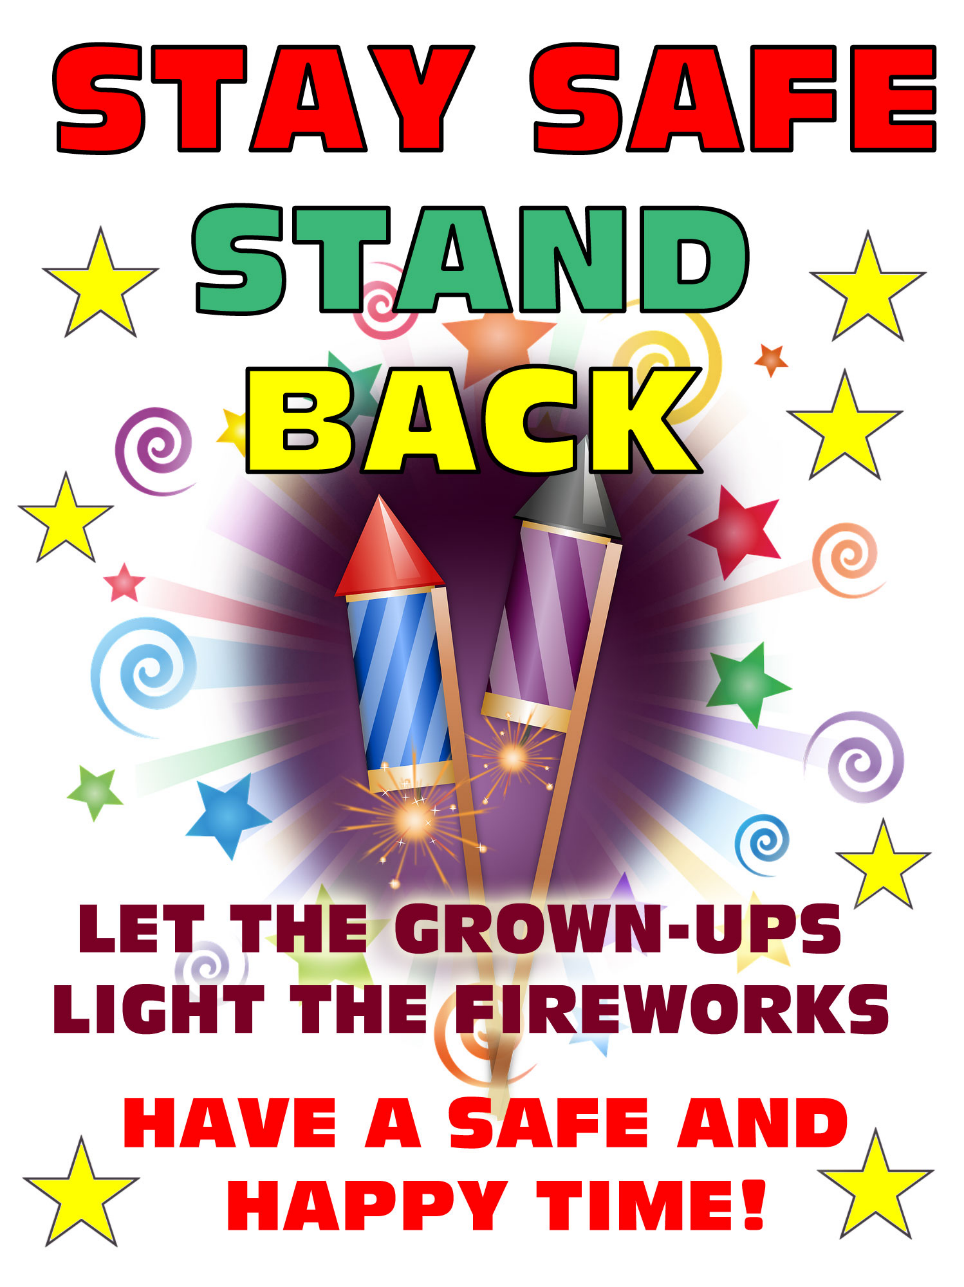 STAY SAFE
STAND
BACK
LET THE GROWN-UPS
LIGHT THE FIREWORKS
HAVE A SAFE AND
HAPPY TIME!